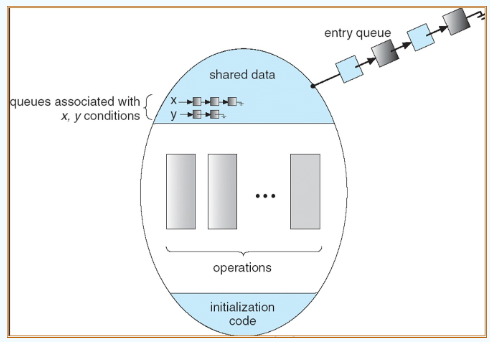 entry queue
shared data
queues associated with
x, y conditions
x
y
...
operations
initialization
code